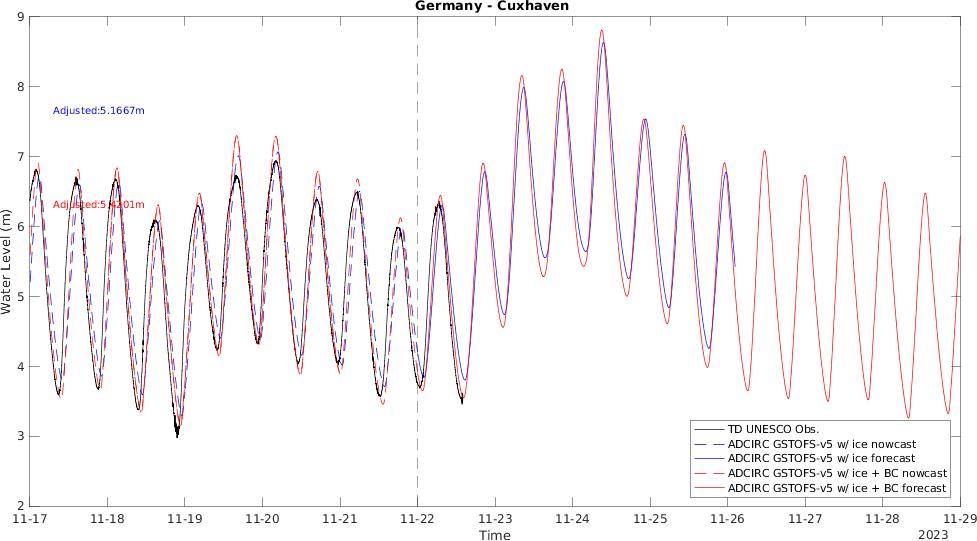 Germany - Cuxhaven
9
8
7
6
5
4
3
2
Water Level (m)
Adjusted:5.1667m
Adjusted:5.4201m
TD UNESCO Obs.
ADCIRC GSTOFS-v5 w/ ice nowcast
ADCIRC GSTOFS-v5 w/ ice forecast
ADCIRC GSTOFS-v5 w/ ice + BC nowcast
ADCIRC GSTOFS-v5 w/ ice + BC forecast
11-17 11-18 11-19 11-20 11-21 11-22 11-23 11-24 11-25 11-26 11-27 11-28 11-29
Time
2023